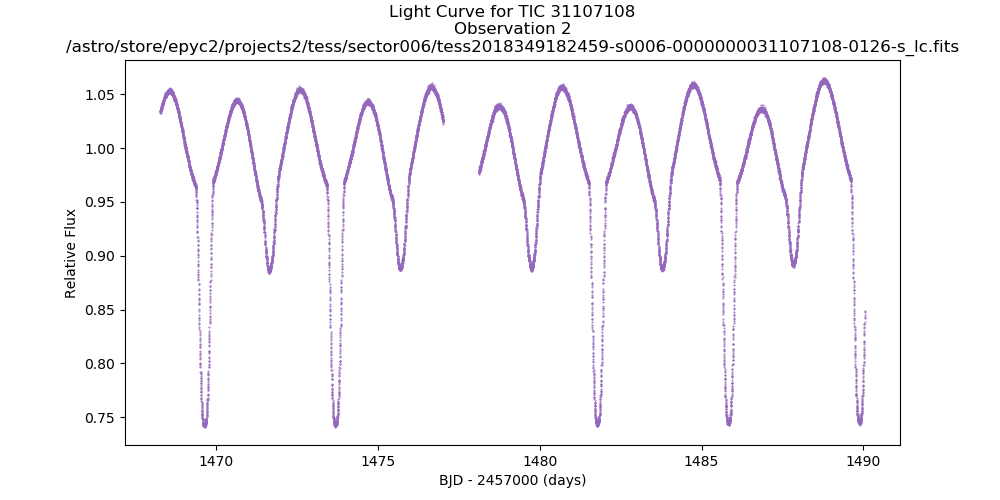 Light Curve for TIC 31107108
Observation 2
/astro/store/epyc2/projects2/tess/sector006/tess2018349182459-s0006-0000000031107108-0126-s_lc.fits
1.05
1.00
0.95
0.90
0.85
0.80
0.75
Relative Flux
1470
1475
1480
1485
1490
BJD - 2457000 (days)